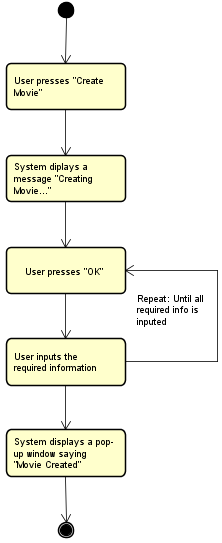 User presses "Create
Movie"
System diplays a
message "Creating
Movie..."
User presses "OK"
Repeat: Until all
required info is
inputed
User inputs the
required information
System displays a pop-
up window saying
"Movie Created"